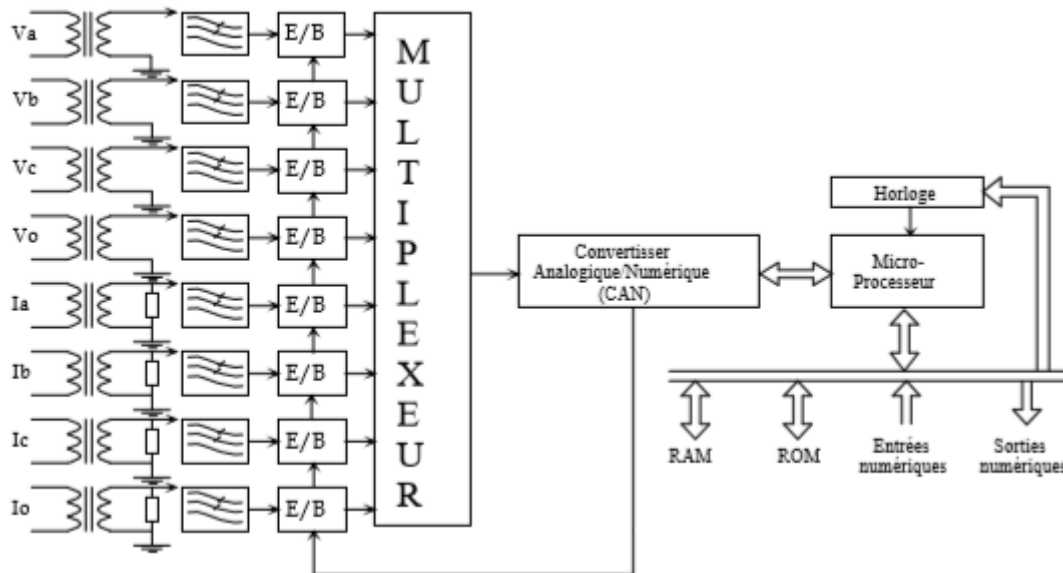 Va
E/B
Vb
E/B
Vc
E/B
Vo
E/B
Ia
E/B
Ib
E/B
Ic
E/B
Io
E/B
MULTIPLEXEUR
Convertisser
Analogique/Numérique
(CAN)
Horloge
Micro-
Processeur
RAM
ROM
Entrées
numériques
Sorties
numériques